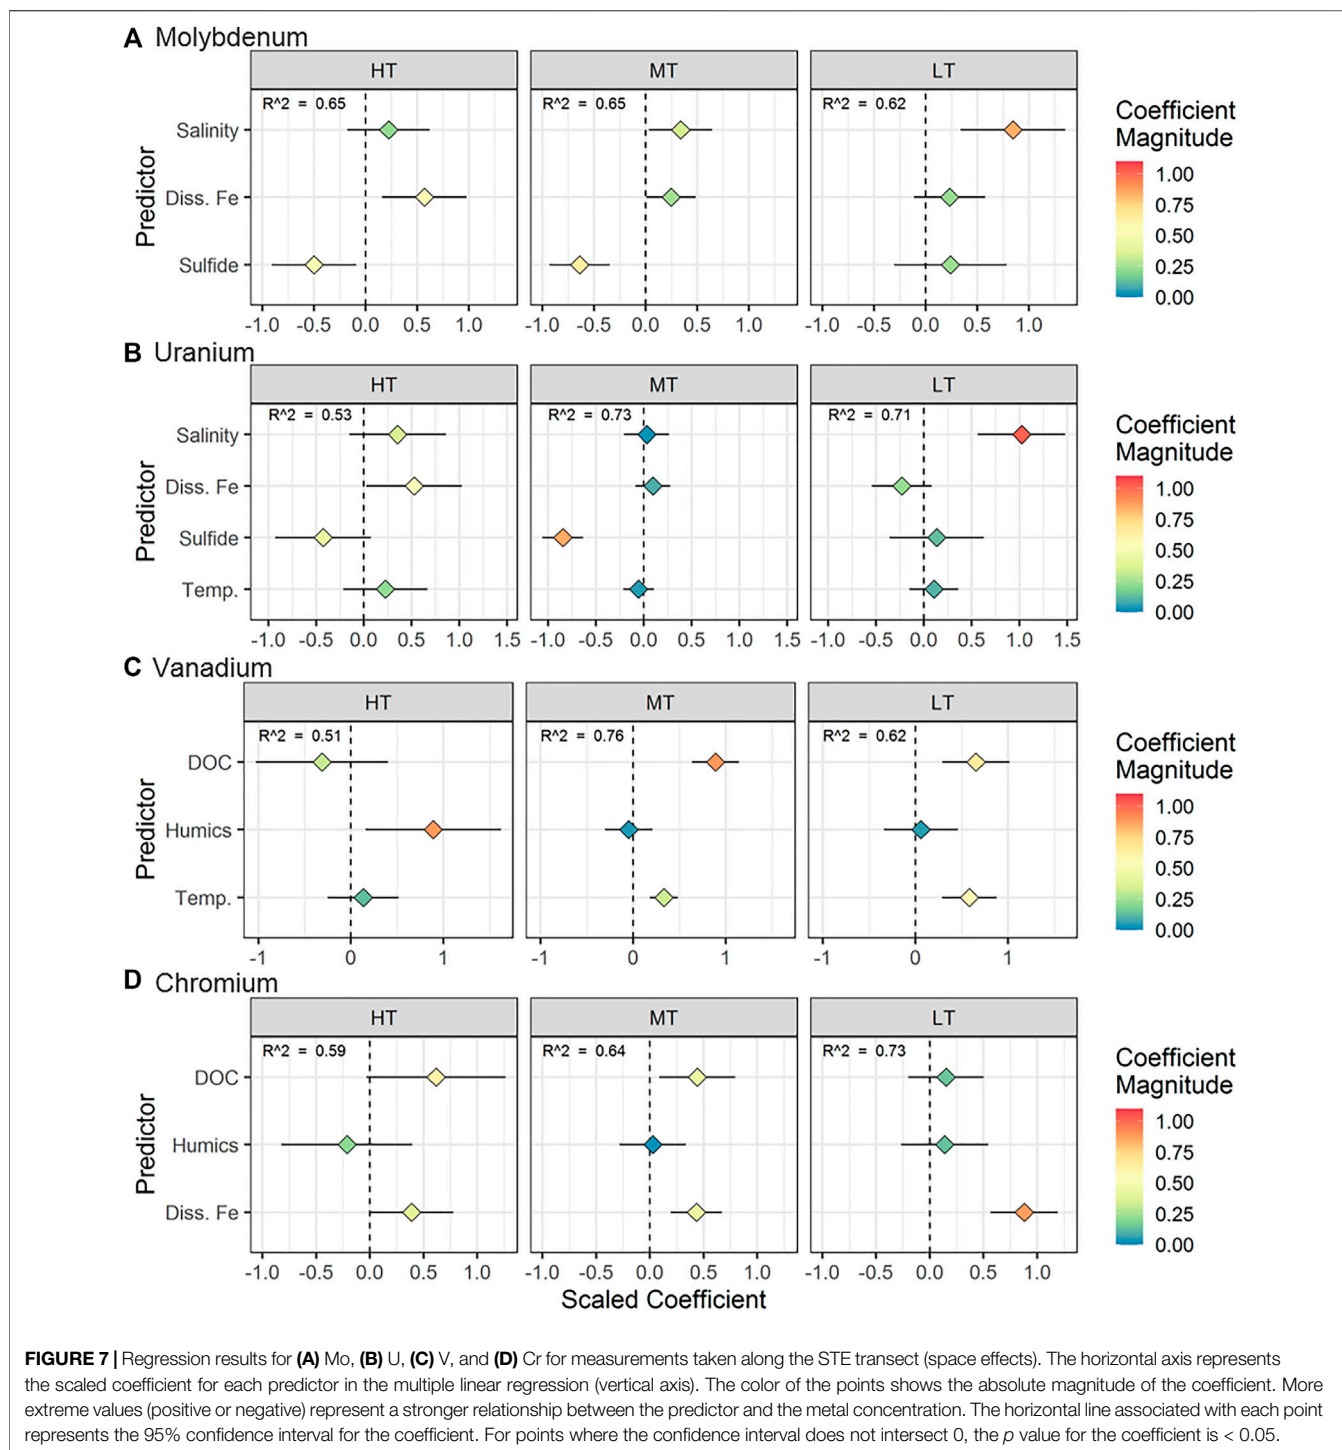 A Molybdenum
HT MT LT
R^2 = 0.65 R^2 = 0.65 R^2 = 0.62
Predictor
Salinity
Diss. Fe
Sulfide
-1.0 -0.5 0.0 0.5 1.0 -1.0 -0.5 0.0 0.5 1.0 -1.0 -0.5 0.0 0.5 1.0
Coefficient
Magnitude
1.00
0.75
0.50
0.25
0.00
B Uranium
HT MT LT
R^2 = 0.53 R^2 = 0.73 R^2 = 0.71
Predictor
Salinity
Diss. Fe
Sulfide
Temp.
-1.0 -0.5 0.0 0.5 1.0 1.5 -1.0 -0.5 0.0 0.5 1.0 1.5 -1.0 -0.5 0.0 0.5 1.0 1.5
Coefficient
Magnitude
1.00
0.75
0.50
0.25
0.00
C Vanadium
HT MT LT
R^2 = 0.51 R^2 = 0.76 R^2 = 0.62
Predictor
DOC
Humics
Temp.
-1 0 1 -1 0 1 -1 0 1
Coefficient
Magnitude
1.00
0.75
0.50
0.25
0.00
D Chromium
HT MT LT
R^2 = 0.59 R^2 = 0.64 R^2 = 0.73
Predictor
DOC
Humics
Diss. Fe
-1.0 -0.5 0.0 0.5 1.0 -1.0 -0.5 0.0 0.5 1.0 -1.0 -0.5 0.0 0.5 1.0
Scaled Coefficient
Coefficient
Magnitude
1.00
0.75
0.50
0.25
0.00
FIGURE 7 | Regression results for (A) Mo, (B) U, (C) V, and (D) Cr for measurements taken along the STE transect (space effects). The horizontal axis represents
the scaled coefficient for each predictor in the multiple linear regression (vertical axis). The color of the points shows the absolute magnitude of the coefficient. More
extreme values (positive or negative) represent a stronger relationship between the predictor and the metal concentration. The horizontal line associated with each point
represents the 95% confidence interval for the coefficient. For points where the confidence interval does not intersect 0, the p value for the coefficient is < 0.05.